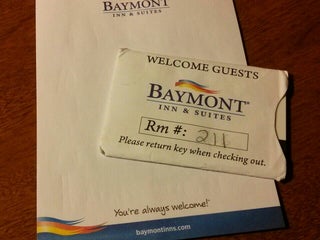 BAYMONT
INN & SUITES
WELCOME GUESTS
BAYMONT®
INN & SUITES
Rm #: 211
Please return key when checking out.
You're always welcome!®
baymontinns.com